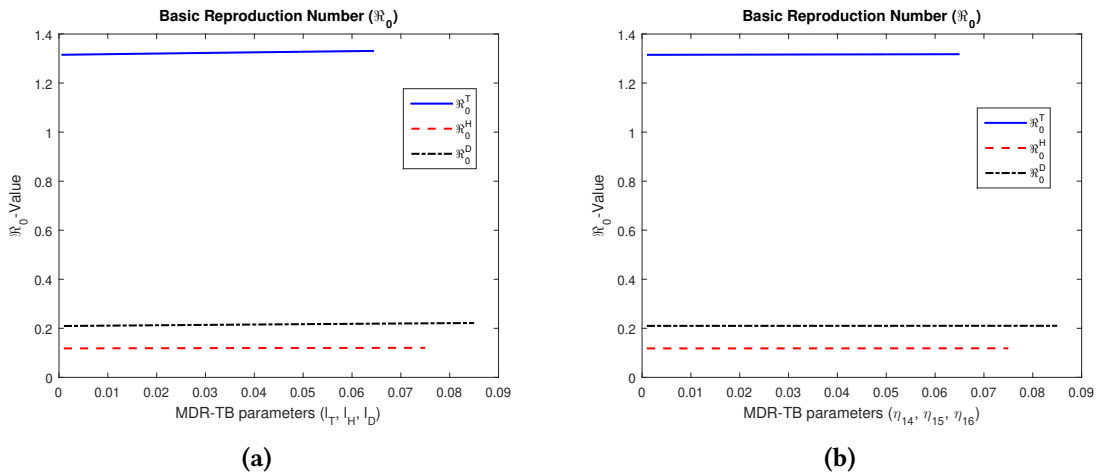 Basic Reproduction Number (ℜ₀)
1.4
1.2
1
0.8
0.6
0.4
0.2
0
ℜ₀-Value
ℜ₀ᵀ
ℜ₀ᴴ
ℜ₀ᴰ
0 0.01 0.02 0.03 0.04 0.05 0.06 0.07 0.08 0.09
MDR-TB parameters (l_T, l_H, l_D)
(a)
Basic Reproduction Number (ℜ₀)
1.4
1.2
1
0.8
0.6
0.4
0.2
0
ℜ₀-Value
ℜ₀ᵀ
ℜ₀ᴴ
ℜ₀ᴰ
0 0.01 0.02 0.03 0.04 0.05 0.06 0.07 0.08 0.09
MDR-TB parameters (η₁₄, η₁₅, η₁₆)
(b)